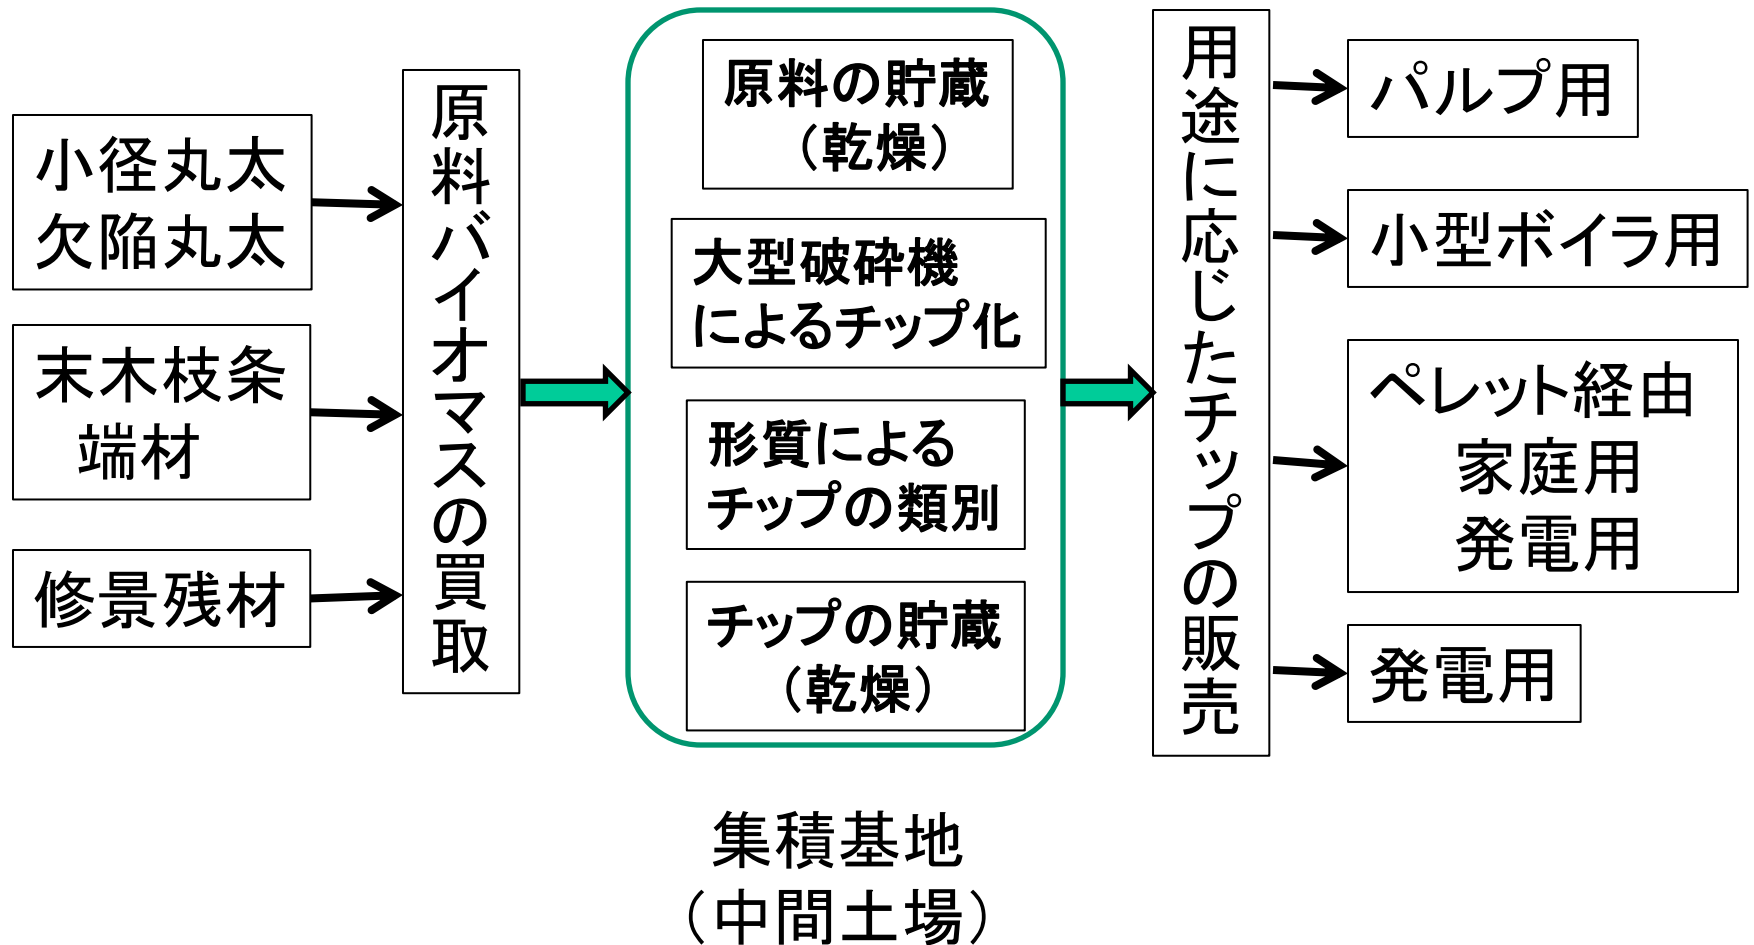 小径丸太
欠陥丸太
末木枝条
端材
修景残材
原料バイオマスの買取
原料の貯蔵
（乾燥）
大型破砕機
によるチップ化
形質による
チップの類別
チップの貯蔵
（乾燥）
集積基地
（中間土場）
用途に応じたチップの販売
パルプ用
小型ボイラ用
ペレット経由
家庭用
発電用
発電用